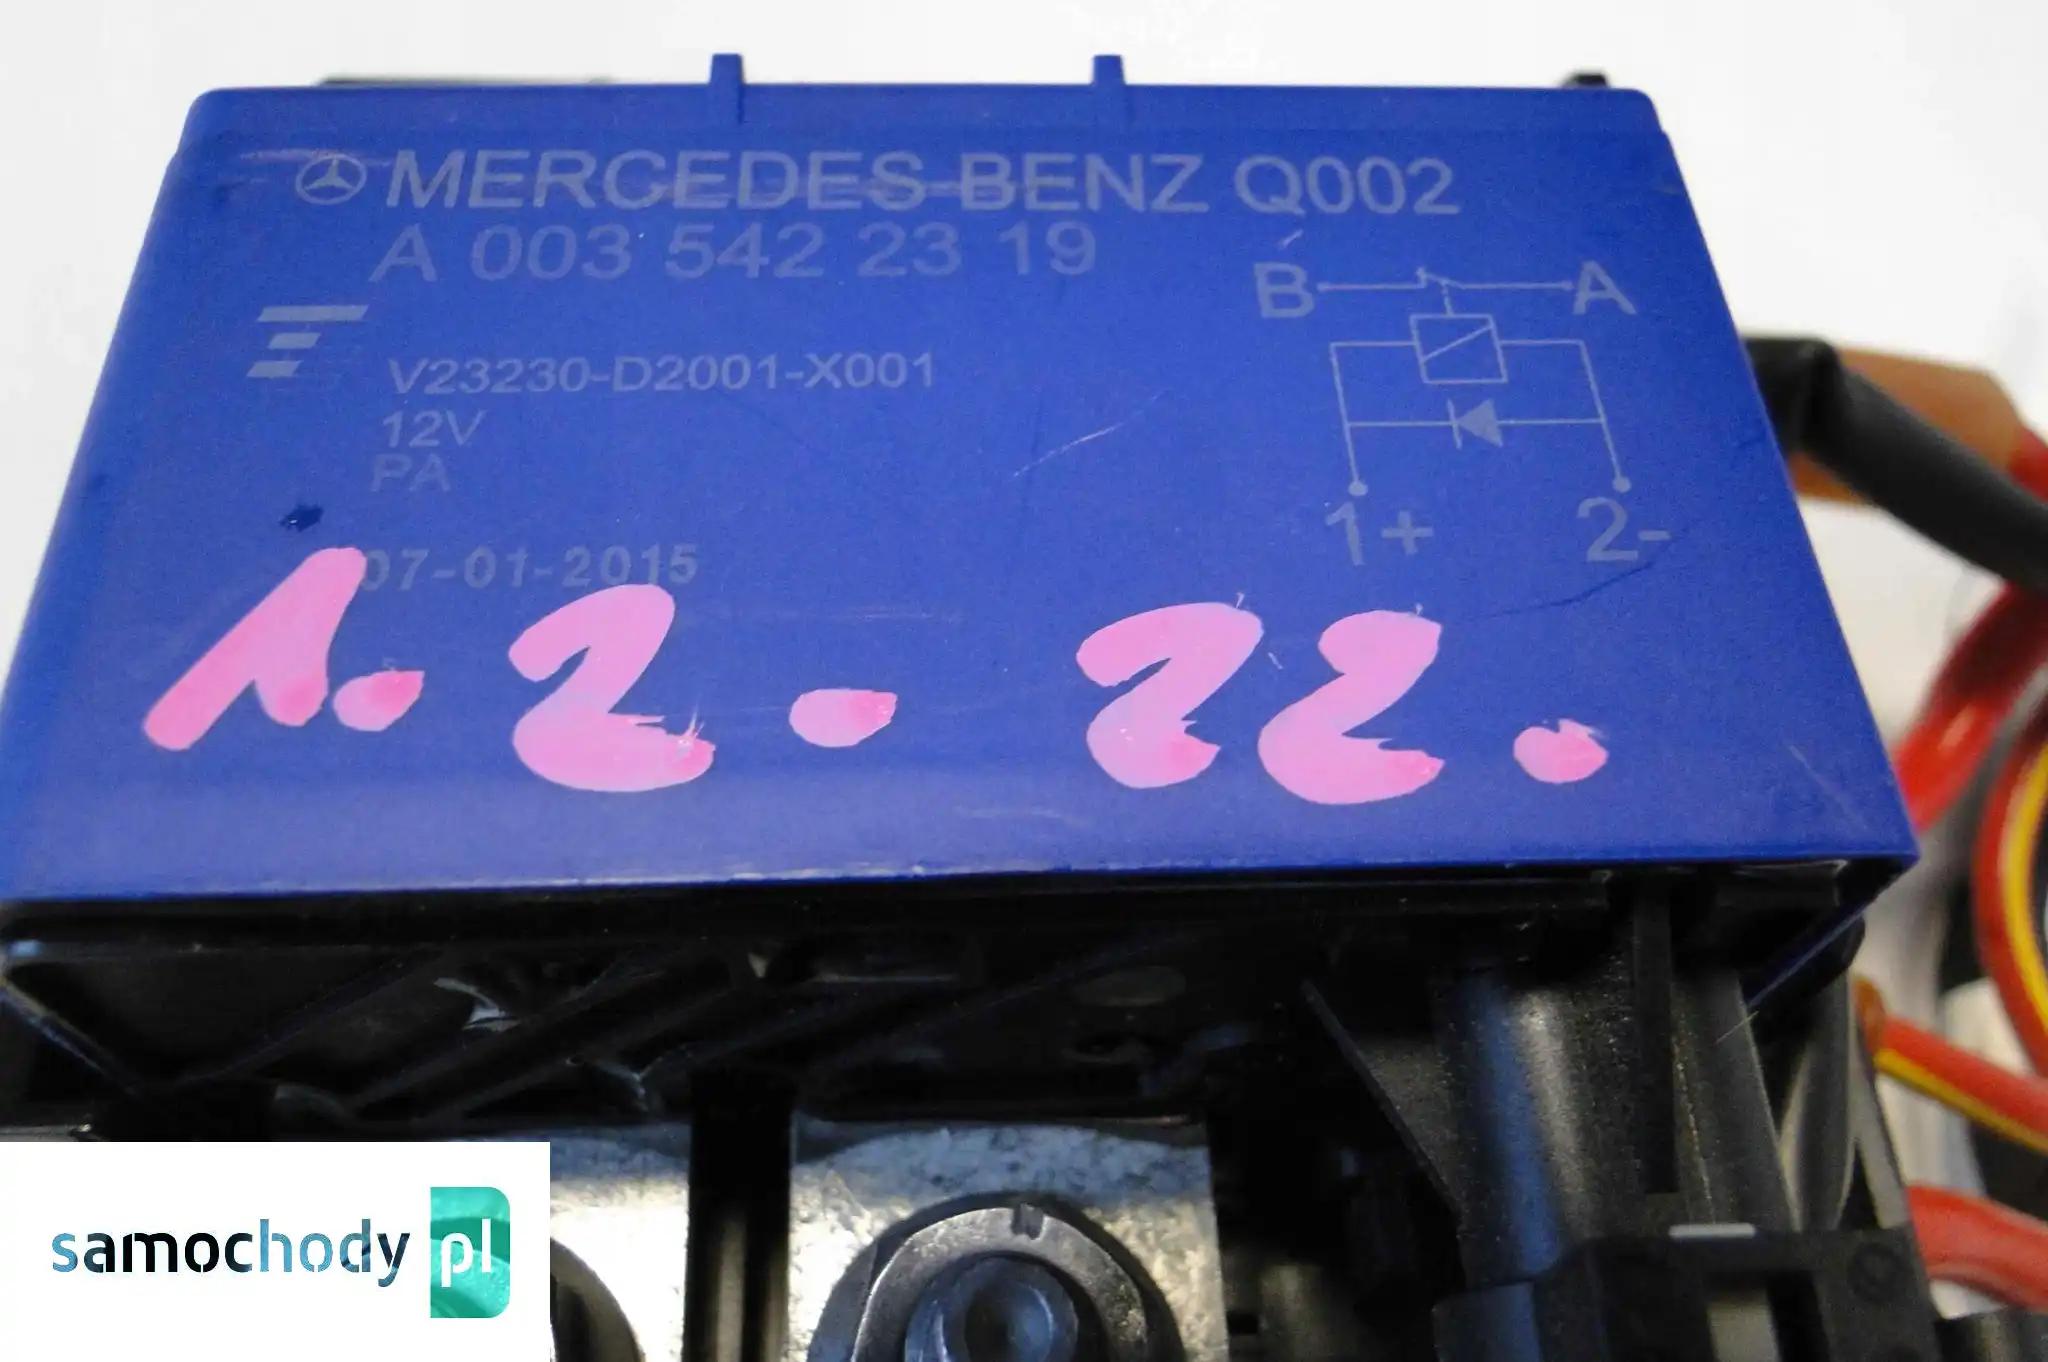 MERCEDES-BENZ Q002
A 003 542 23 19
B A
V23230-D2001-X001
12V
PA
1+ 2-
07-01-2015
1. 2. 22.
samochody pl